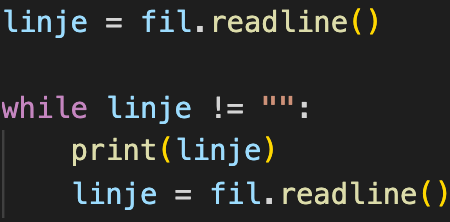 linje = fil.readline()
while linje != "":
    print(linje)
    linje = fil.readline()